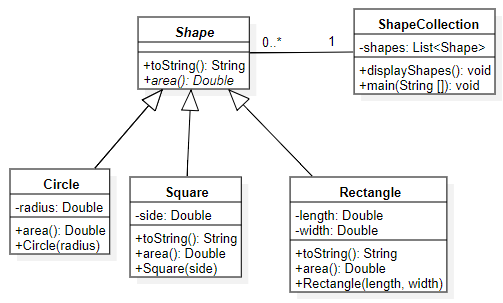 Shape
+toString(): String
+area(): Double
0..*
1
ShapeCollection
-shapes: List<Shape>
+displayShapes(): void
+main(String []): void
Circle
-radius: Double
+area(): Double
+Circle(radius)
Square
-side: Double
+toString(): String
+area(): Double
+Square(side)
Rectangle
-length: Double
-width: Double
+toString(): String
+area(): Double
+Rectangle(length, width)